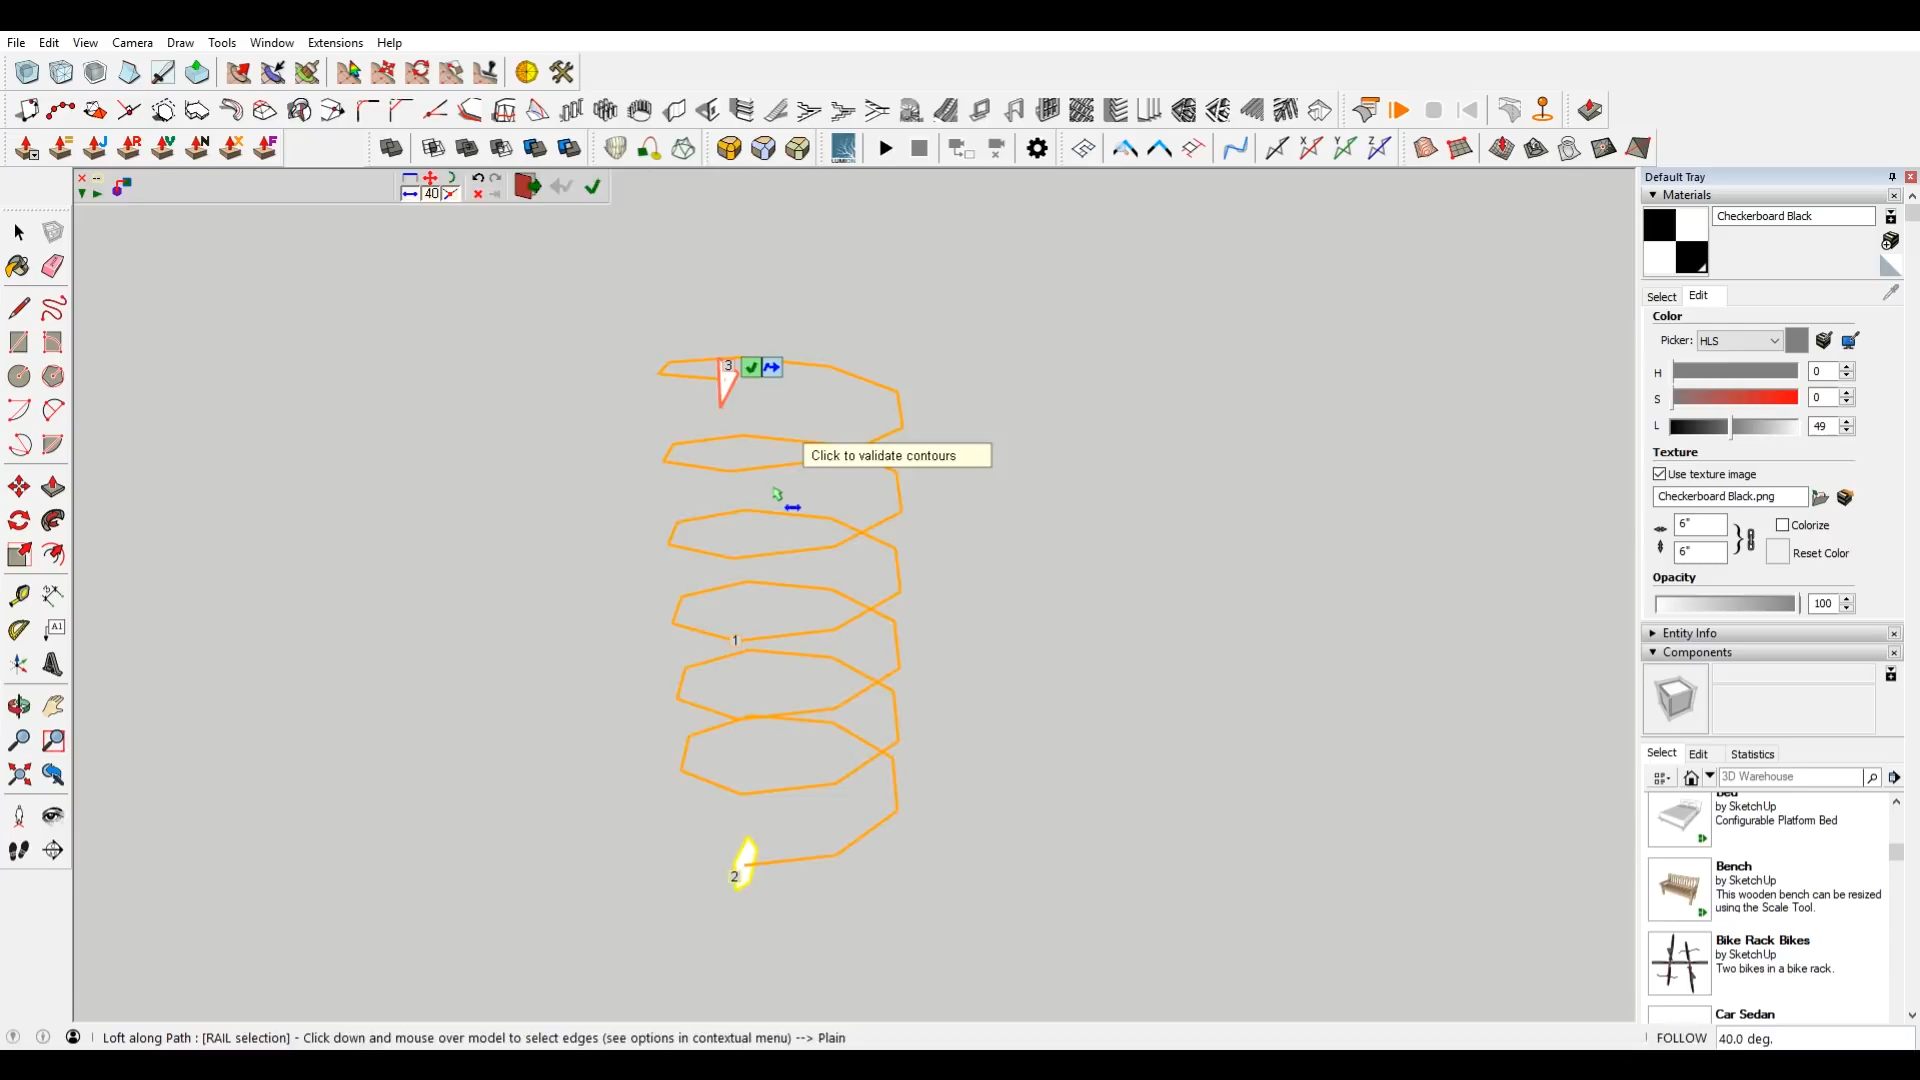 File Edit View Camera Draw Tools Window Extensions Help
J R V N X F
LUMION
40
Default Tray
Materials
Checkerboard Black
Select Edit
Color
Picker: HLS
H 0
S 0
L 49
Texture
Use texture image
Checkerboard Black.png
6" Colorize
6" Reset Color
Opacity
100
Entity Info
Components
Select Edit Statistics
3D Warehouse
Bed
by SketchUp
Configurable Platform Bed
Bench
by SketchUp
This wooden bench can be resized
using the Scale Tool.
Bike Rack Bikes
by SketchUp
Two bikes in a bike rack.
Car Sedan
A1
3
Click to validate contours
1
2
Loft along Path : [RAIL selection] - Click down and mouse over model to select edges (see options in contextual menu) --> Plain
FOLLOW 40.0 deg.